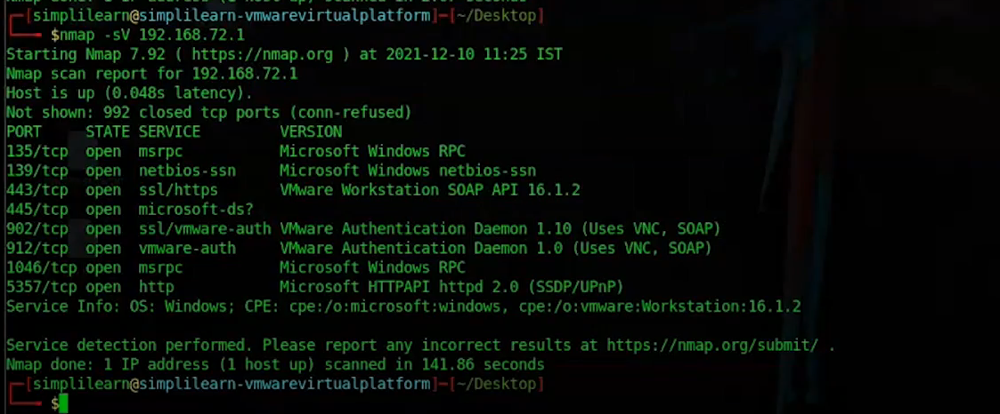 ┌─[simplilearn@simplilearn-vmwarevirtualplatform]─[~/Desktop]
└──╼ $nmap -sV 192.168.72.1
Starting Nmap 7.92 ( https://nmap.org ) at 2021-12-10 11:25 IST
Nmap scan report for 192.168.72.1
Host is up (0.048s latency).
Not shown: 992 closed tcp ports (conn-refused)
PORT     STATE SERVICE         VERSION
135/tcp  open  msrpc           Microsoft Windows RPC
139/tcp  open  netbios-ssn     Microsoft Windows netbios-ssn
443/tcp  open  ssl/https       VMware Workstation SOAP API 16.1.2
445/tcp  open  microsoft-ds?
902/tcp  open  ssl/vmware-auth VMware Authentication Daemon 1.10 (Uses VNC, SOAP)
912/tcp  open  vmware-auth     VMware Authentication Daemon 1.0 (Uses VNC, SOAP)
1046/tcp open  msrpc           Microsoft Windows RPC
5357/tcp open  http            Microsoft HTTPAPI httpd 2.0 (SSDP/UPnP)
Service Info: OS: Windows; CPE: cpe:/o:microsoft:windows, cpe:/o:vmware:Workstation:16.1.2
Service detection performed. Please report any incorrect results at https://nmap.org/submit/ .
Nmap done: 1 IP address (1 host up) scanned in 141.86 seconds
┌─[simplilearn@simplilearn-vmwarevirtualplatform]─[~/Desktop]
└──╼ $